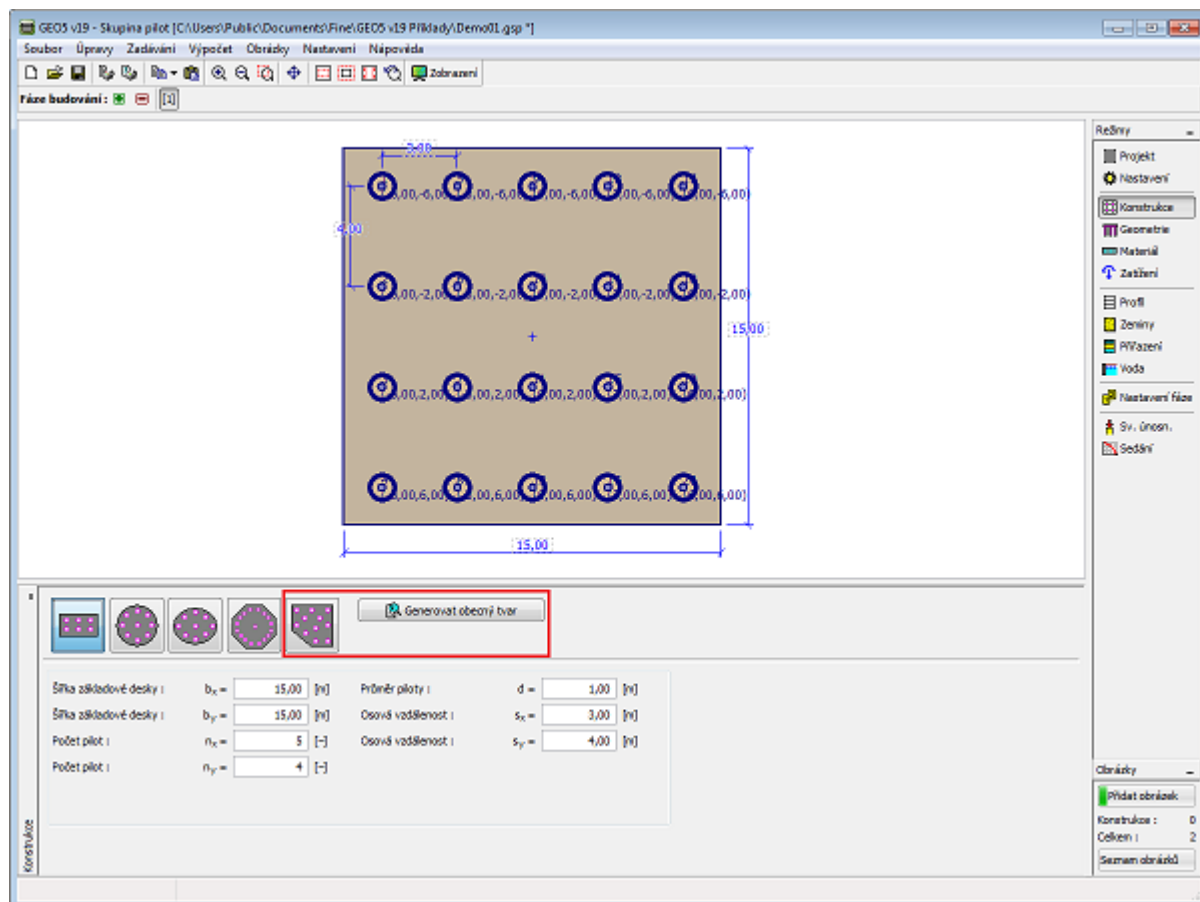 GEO5 v19 - Skupina pilot [C:\Users\Public\Documents\Fine\GEO5 v19 Příklady\Demo01.gsp *]
Soubor Úpravy Zadávání Výpočet Obrázky Nastavení Nápověda
Zobrazení
Fáze budování : [1]
3,00
4,00
15,00
15,00
Režimy
Projekt
Nastavení
Konstrukce
Geometrie
Materiál
Zatížení
Profil
Zeminy
Přiřazení
Voda
Nastavení fáze
Sv. únosn.
Sedání
Generovat obecný tvar
Šířka základové desky : bx = 15,00 [m] Průměr piloty : d = 1,00 [m]
Šířka základové desky : by = 15,00 [m] Osová vzdálenost : sx = 3,00 [m]
Počet pilot : nx = 5 [-] Osová vzdálenost : sy = 4,00 [m]
Počet pilot : ny = 4 [-]
Konstrukce
Obrázky
Přidat obrázek
Konstrukce : 0
Celkem : 2
Seznam obrázků